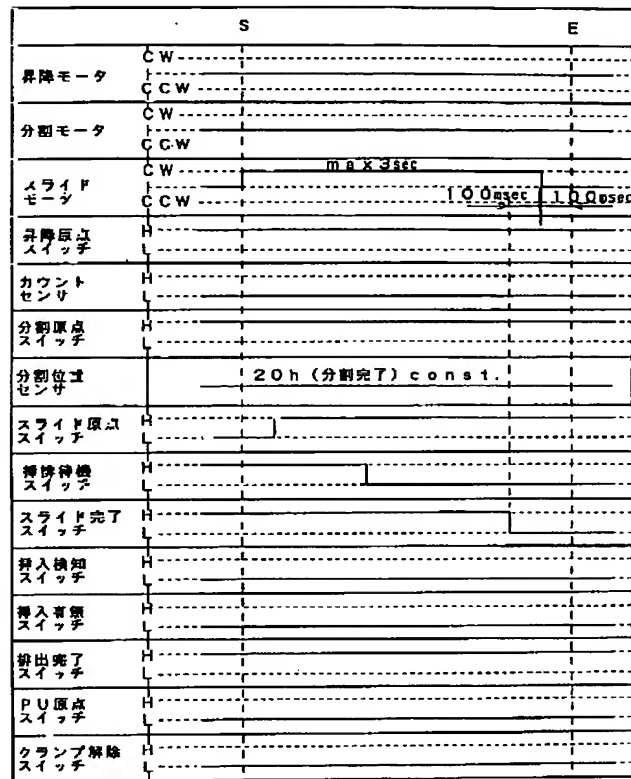 S E
昇降モータ
CW
CCW
分割モータ
CW
CCW
スライド
モータ
CW
CCW
max3sec
100msec
100msec
昇降原点
スイッチ
H
L
カウント
センサ
H
L
分割原点
スイッチ
H
L
分割位置
センサ
20h(分割完了)const.
スライド原点
スイッチ
H
L
挿排待機
スイッチ
H
L
スライド完了
スイッチ
H
L
挿入検知
スイッチ
H
L
挿入有無
スイッチ
H
L
排出完了
スイッチ
H
L
PU原点
スイッチ
H
L
クランプ解除
スイッチ
H
L